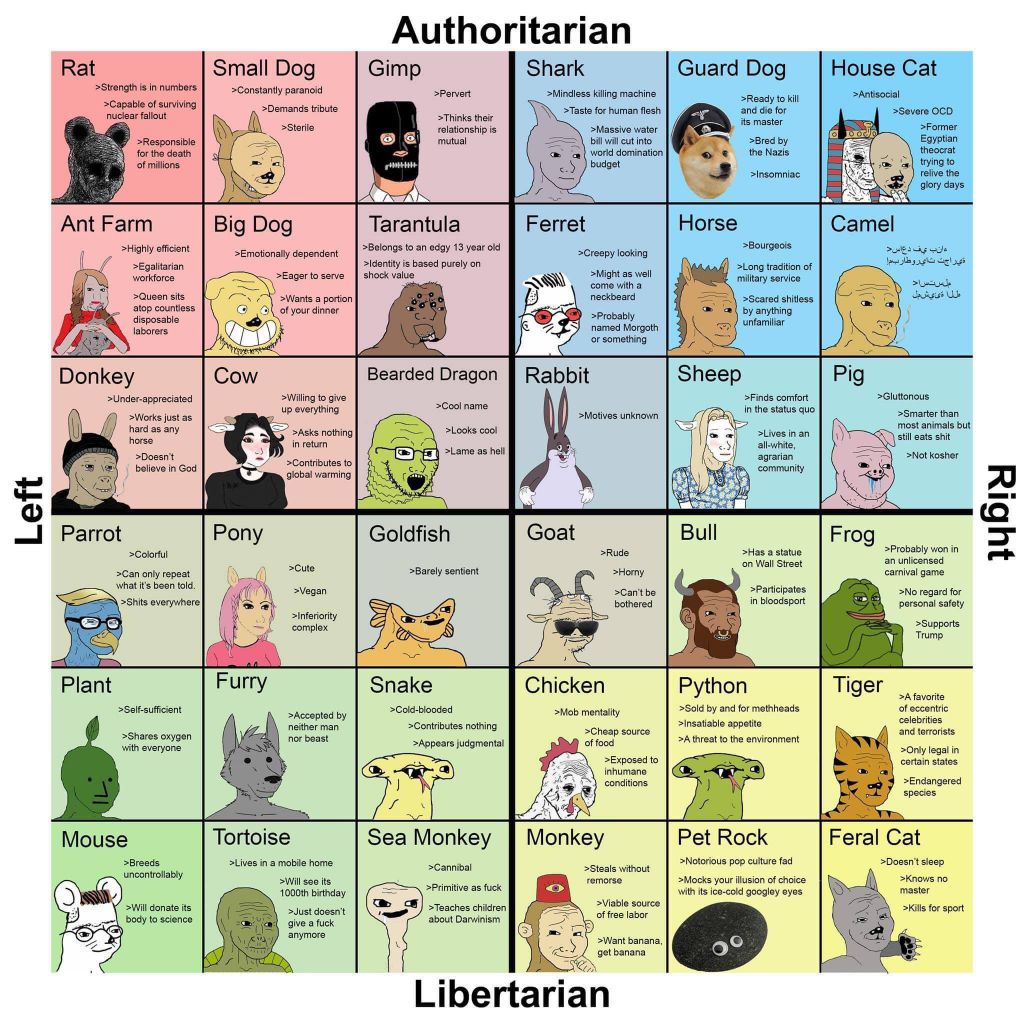 Authoritarian
Left
Right
Rat
>Strength is in numbers
>Capable of surviving
nuclear fallout
>Responsible
for the death
of millions
Small Dog
>Constantly paranoid
>Demands tribute
>Sterile
Gimp
>Pervert
>Thinks their
relationship is
mutual
Shark
>Mindless killing machine
>Taste for human flesh
>Massive water
bill will cut into
world domination
budget
Guard Dog
>Ready to kill
and die for
its master
>Bred by
the Nazis
>Insomniac
House Cat
>Antisocial
>Severe OCD
>Former
Egyptian
theocrat
trying to
relive the
glory days
Ant Farm
>Highly efficient
>Egalitarian
workforce
>Queen sits
atop countless
disposable
laborers
Big Dog
>Emotionally dependent
>Eager to serve
>Wants a portion
of your dinner
Tarantula
>Belongs to an edgy 13 year old
>Identity is based purely on
shock value
Ferret
>Creepy looking
>Might as well
come with a
neckbeard
>Probably
named Morgoth
or something
Horse
>Bourgeois
>Long tradition of
military service
>Scared shitless
by anything
unfamiliar
Camel
Donkey
>Under-appreciated
>Works just as
hard as any
horse
>Doesn't
believe in God
Cow
>Willing to give
up everything
>Asks nothing
in return
>Contributes to
global warming
Bearded Dragon
>Cool name
>Looks cool
>Lame as hell
Rabbit
>Motives unknown
Sheep
>Finds comfort
in the status quo
>Lives in an
all-white,
agrarian
community
Pig
>Gluttonous
>Smarter than
most animals but
still eats shit
>Not kosher
Parrot
>Colorful
>Can only repeat
what it's been told.
>Shits everywhere
Pony
>Cute
>Vegan
>Inferiority
complex
Goldfish
>Barely sentient
Goat
>Rude
>Horny
>Can't be
bothered
Bull
>Has a statue
on Wall Street
>Participates
in bloodsport
Frog
>Probably won in
an unlicensed
carnival game
>No regard for
personal safety
>Supports
Trump
Plant
>Self-sufficient
>Shares oxygen
with everyone
Furry
>Accepted by
neither man
nor beast
Snake
>Cold-blooded
>Contributes nothing
>Appears judgmental
Chicken
>Mob mentality
>Cheap source
of food
>Exposed to
inhumane
conditions
Python
>Sold by and for methheads
>Insatiable appetite
>A threat to the environment
Tiger
>A favorite
of eccentric
celebrities
and terrorists
>Only legal in
certain states
>Endangered
species
Mouse
>Breeds
uncontrollably
>Will donate its
body to science
Tortoise
>Lives in a mobile home
>Will see its
1000th birthday
>Just doesn't
give a fuck
anymore
Sea Monkey
>Cannibal
>Primitive as fuck
>Teaches children
about Darwinism
Monkey
>Steals without
remorse
>Viable source
of free labor
>Want banana,
get banana
Pet Rock
>Notorious pop culture fad
>Mocks your illusion of choice
with its ice-cold googley eyes
Feral Cat
>Doesn't sleep
>Knows no
master
>Kills for sport
Libertarian